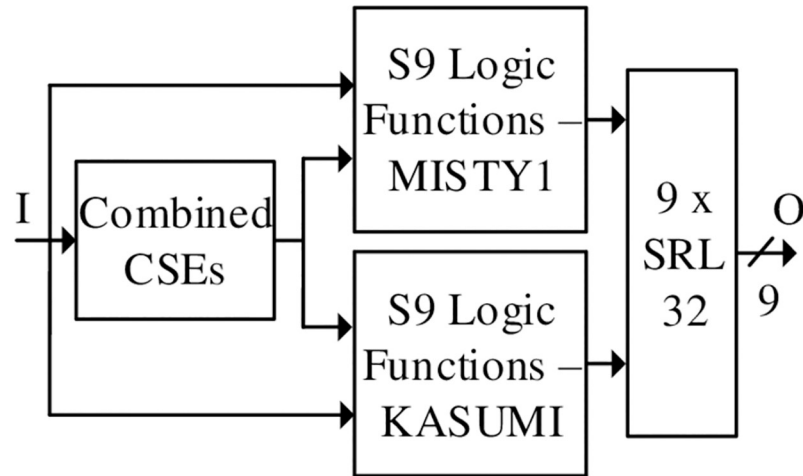 S9 Logic
Functions –
MISTY1
I
Combined
CSEs
9 x
SRL
32
O
9
S9 Logic
Functions –
KASUMI